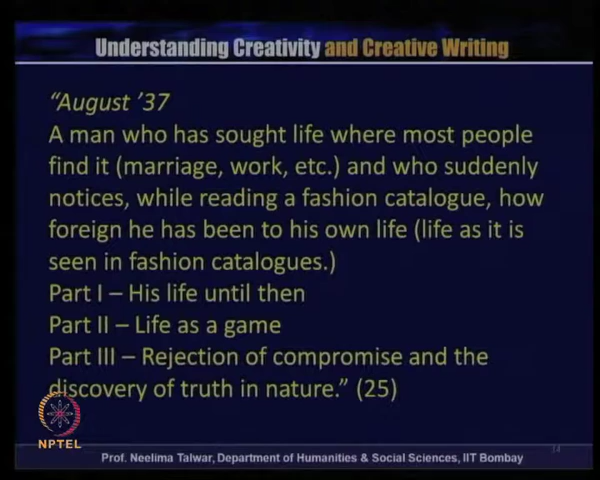 Understanding Creativity and Creative Writing
“August ’37
A man who has sought life where most people
find it (marriage, work, etc.) and who suddenly
notices, while reading a fashion catalogue, how
foreign he has been to his own life (life as it is
seen in fashion catalogues.)
Part I – His life until then
Part II – Life as a game
Part III – Rejection of compromise and the
discovery of truth in nature.” (25)
NPTEL
14
Prof. Neelima Talwar, Department of Humanities & Social Sciences, IIT Bombay